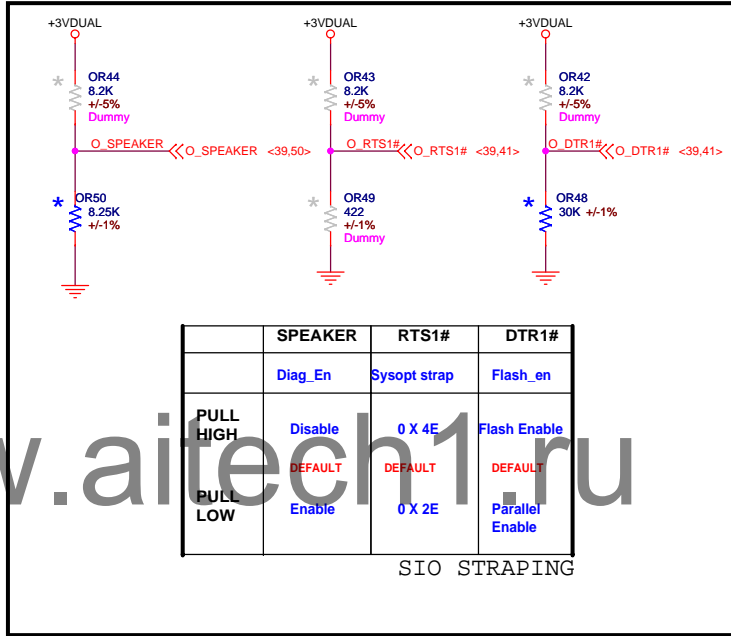 +3VDUAL
*
OR44
8.2K
+/-5%
Dummy
O_SPEAKER
O_SPEAKER <39,50>
*
OR50
8.25K
+/-1%
+3VDUAL
*
OR43
8.2K
+/-5%
Dummy
O_RTS1#
O_RTS1# <39,41>
*
OR49
422
+/-1%
Dummy
+3VDUAL
*
OR42
8.2K
+/-5%
Dummy
O_DTR1#
O_DTR1# <39,41>
*
OR48
30K +/-1%
SPEAKER RTS1# DTR1#
Diag_En Sysopt strap Flash_en
PULL HIGH Disable 0 X 4E Flash Enable
DEFAULT DEFAULT DEFAULT
PULL LOW Enable 0 X 2E Parallel Enable
SIO STRAPING
w.aitech1.ru